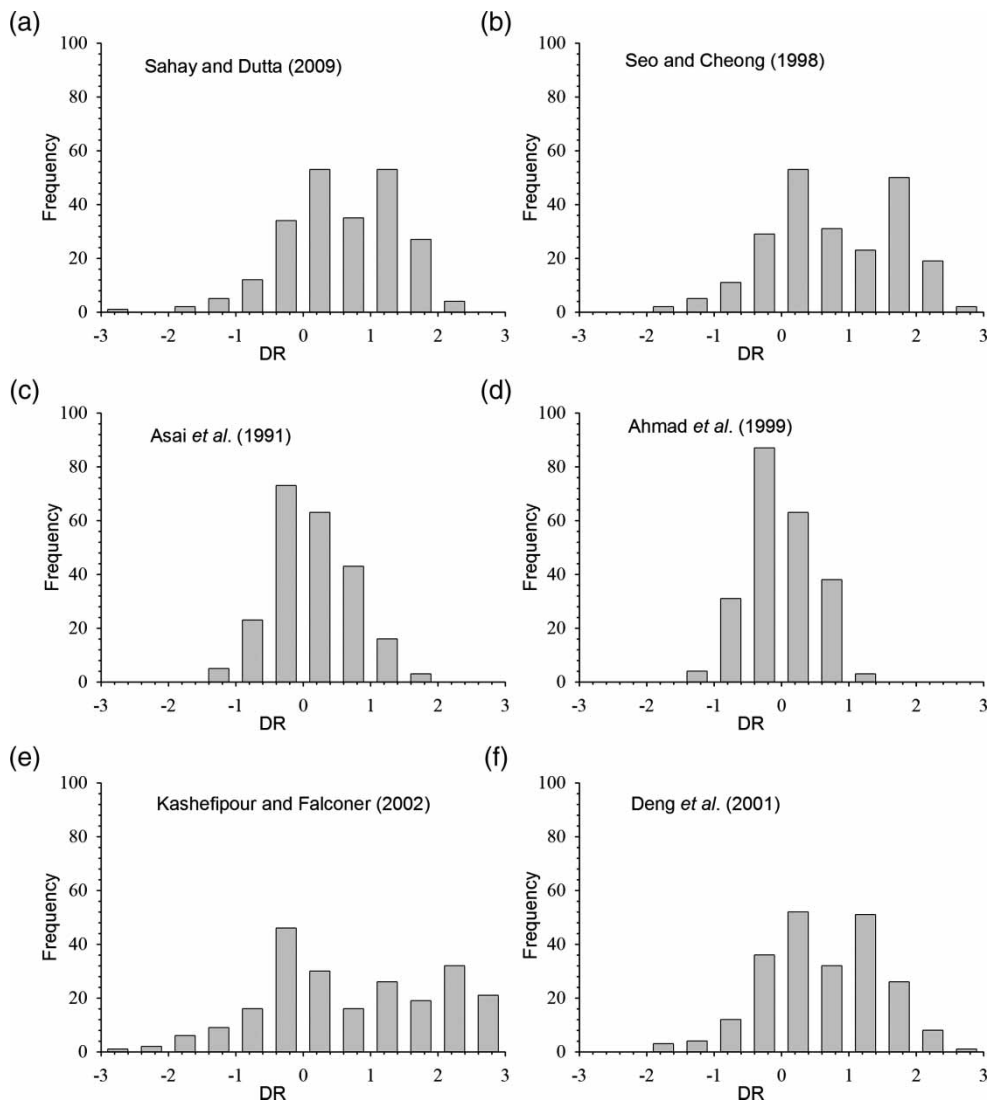 (a)
100
80
60
40
20
0
Frequency
Sahay and Dutta (2009)
-3 -2 -1 0 1 2 3
DR
(b)
100
80
60
40
20
0
Frequency
Seo and Cheong (1998)
-3 -2 -1 0 1 2 3
DR
(c)
100
80
60
40
20
0
Frequency
Asai et al. (1991)
-3 -2 -1 0 1 2 3
DR
(d)
100
80
60
40
20
0
Frequency
Ahmad et al. (1999)
-3 -2 -1 0 1 2 3
DR
(e)
100
80
60
40
20
0
Frequency
Kashefipour and Falconer (2002)
-3 -2 -1 0 1 2 3
DR
(f)
100
80
60
40
20
0
Frequency
Deng et al. (2001)
-3 -2 -1 0 1 2 3
DR